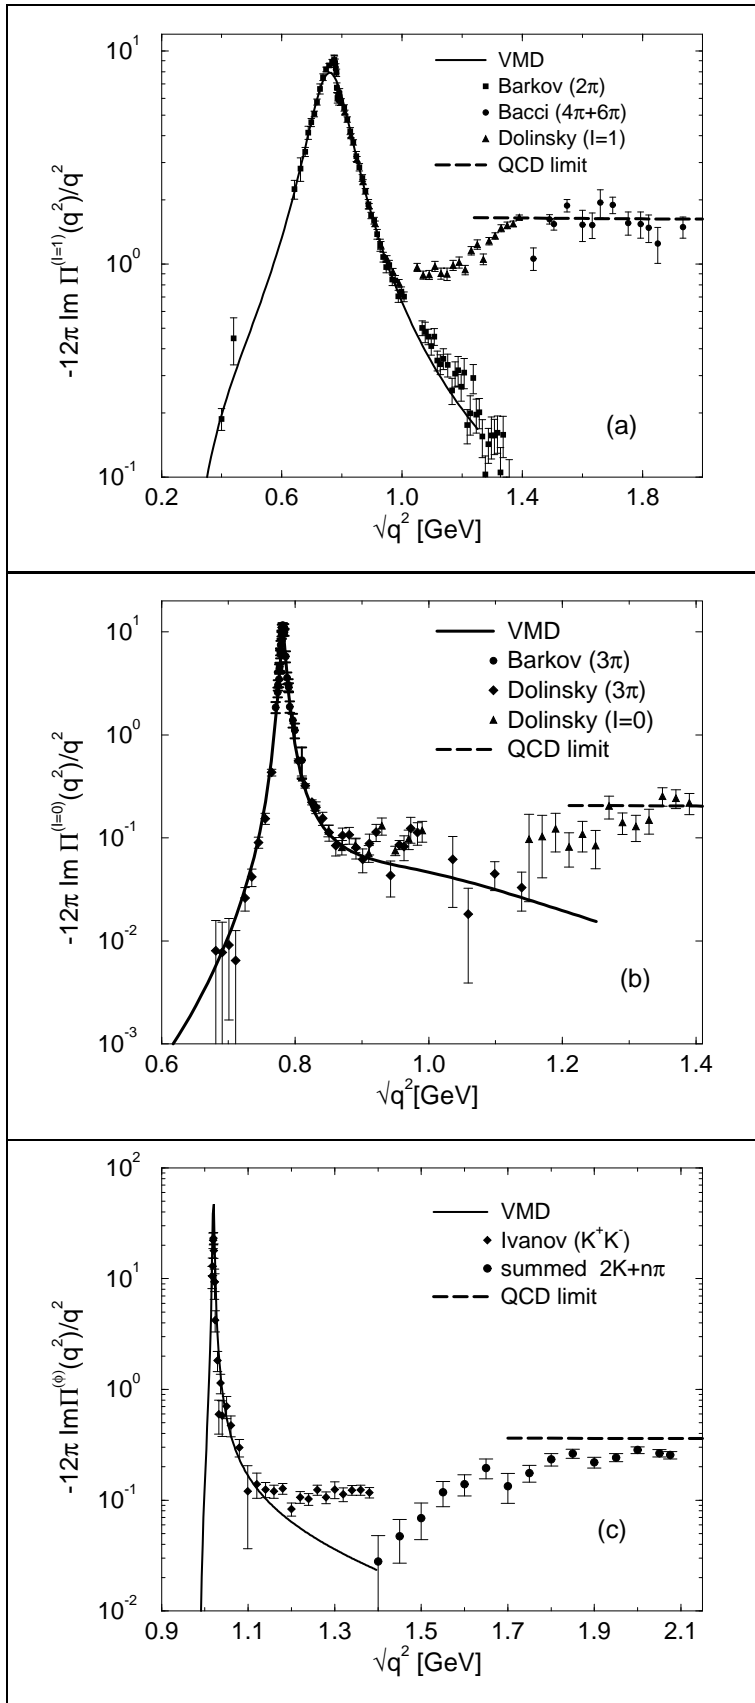 VMD
Barkov (2π)
Bacci (4π+6π)
Dolinsky (I=1)
QCD limit
-12π Im Π^(I=1)(q²)/q²
10¹
10⁰
10⁻¹
(a)
0.2 0.6 1.0 1.4 1.8
√q² [GeV]
VMD
Barkov (3π)
Dolinsky (3π)
Dolinsky (I=0)
QCD limit
-12π Im Π^(I=0)(q²)/q²
10¹
10⁰
10⁻¹
10⁻²
10⁻³
(b)
0.6 0.8 1.0 1.2 1.4
√q²[GeV]
VMD
Ivanov (K⁺K⁻)
summed 2K+nπ
QCD limit
-12π ImΠ^(ϕ)(q²)/q²
10²
10¹
10⁰
10⁻¹
10⁻²
(c)
0.9 1.1 1.3 1.5 1.7 1.9 2.1
√q² [GeV]